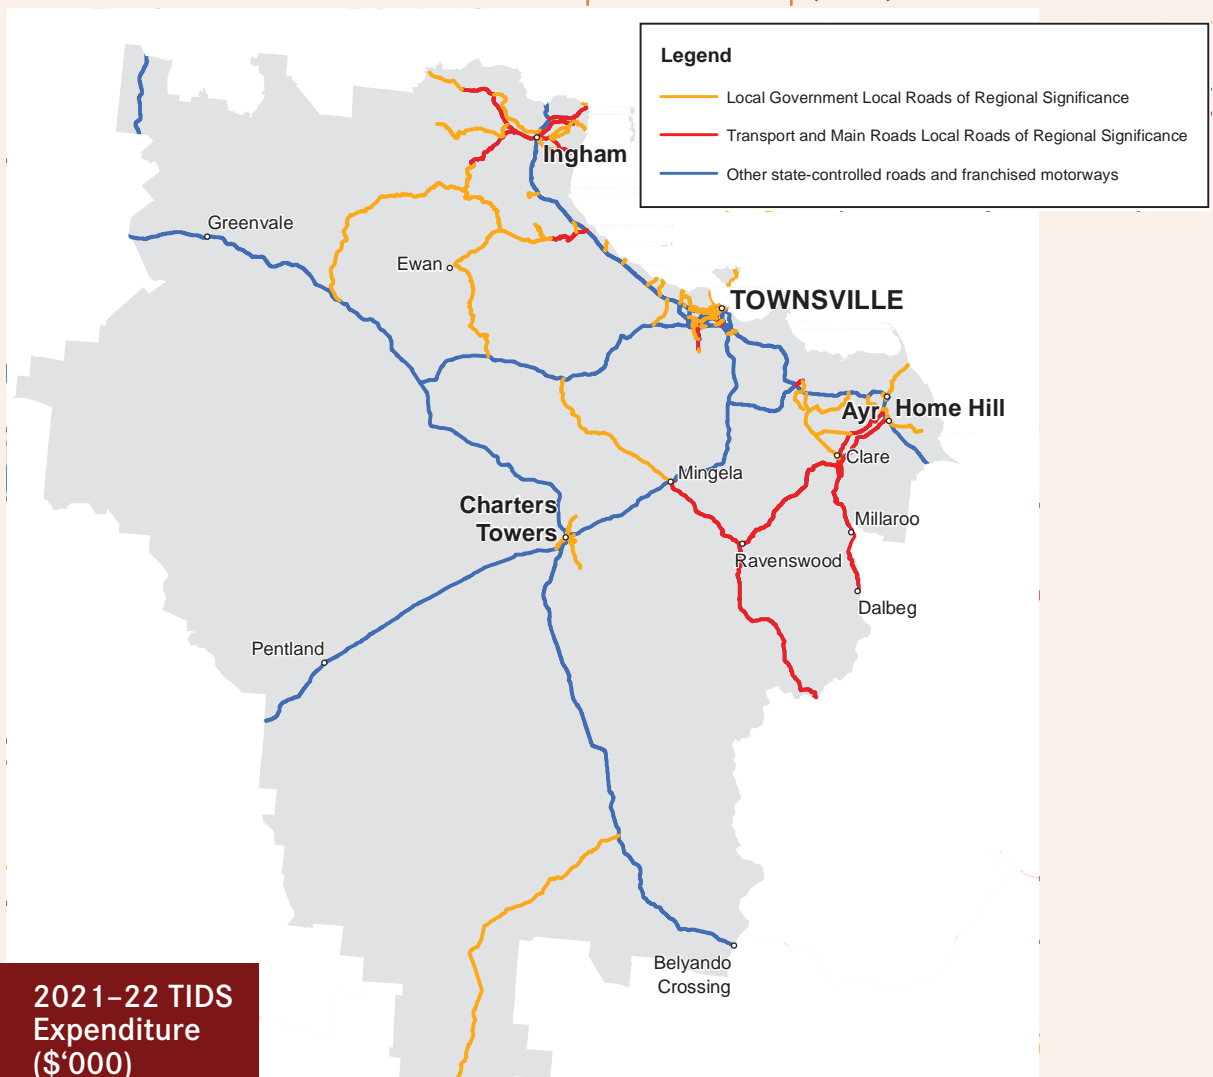 Legend
Local Government Local Roads of Regional Significance
Transport and Main Roads Local Roads of Regional Significance
Other state-controlled roads and franchised motorways
Ingham
Greenvale
Ewan
TOWNSVILLE
Ayr
Home Hill
Clare
Mingela
Charters
Towers
Millaroo
Ravenswood
Dalbeg
Pentland
Belyando
Crossing
2021–22 TIDS
Expenditure
($‘000)